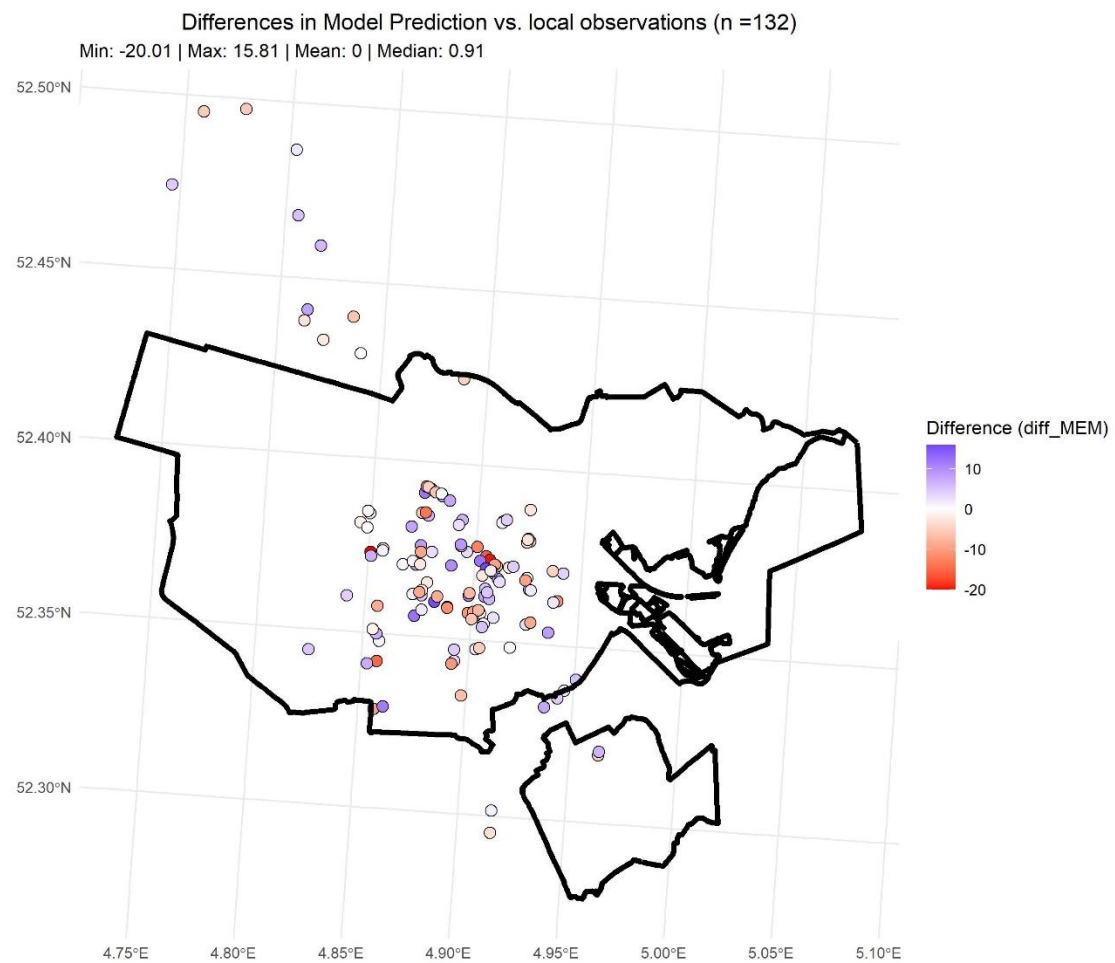 Differences in Model Prediction vs. local observations (n =132)
Min: -20.01 | Max: 15.81 | Mean: 0 | Median: 0.91
52.50°N
52.45°N
52.40°N
52.35°N
52.30°N
4.75°E
4.80°E
4.85°E
4.90°E
4.95°E
5.00°E
5.05°E
5.10°E
Difference (diff_MEM)
10
0
-10
-20